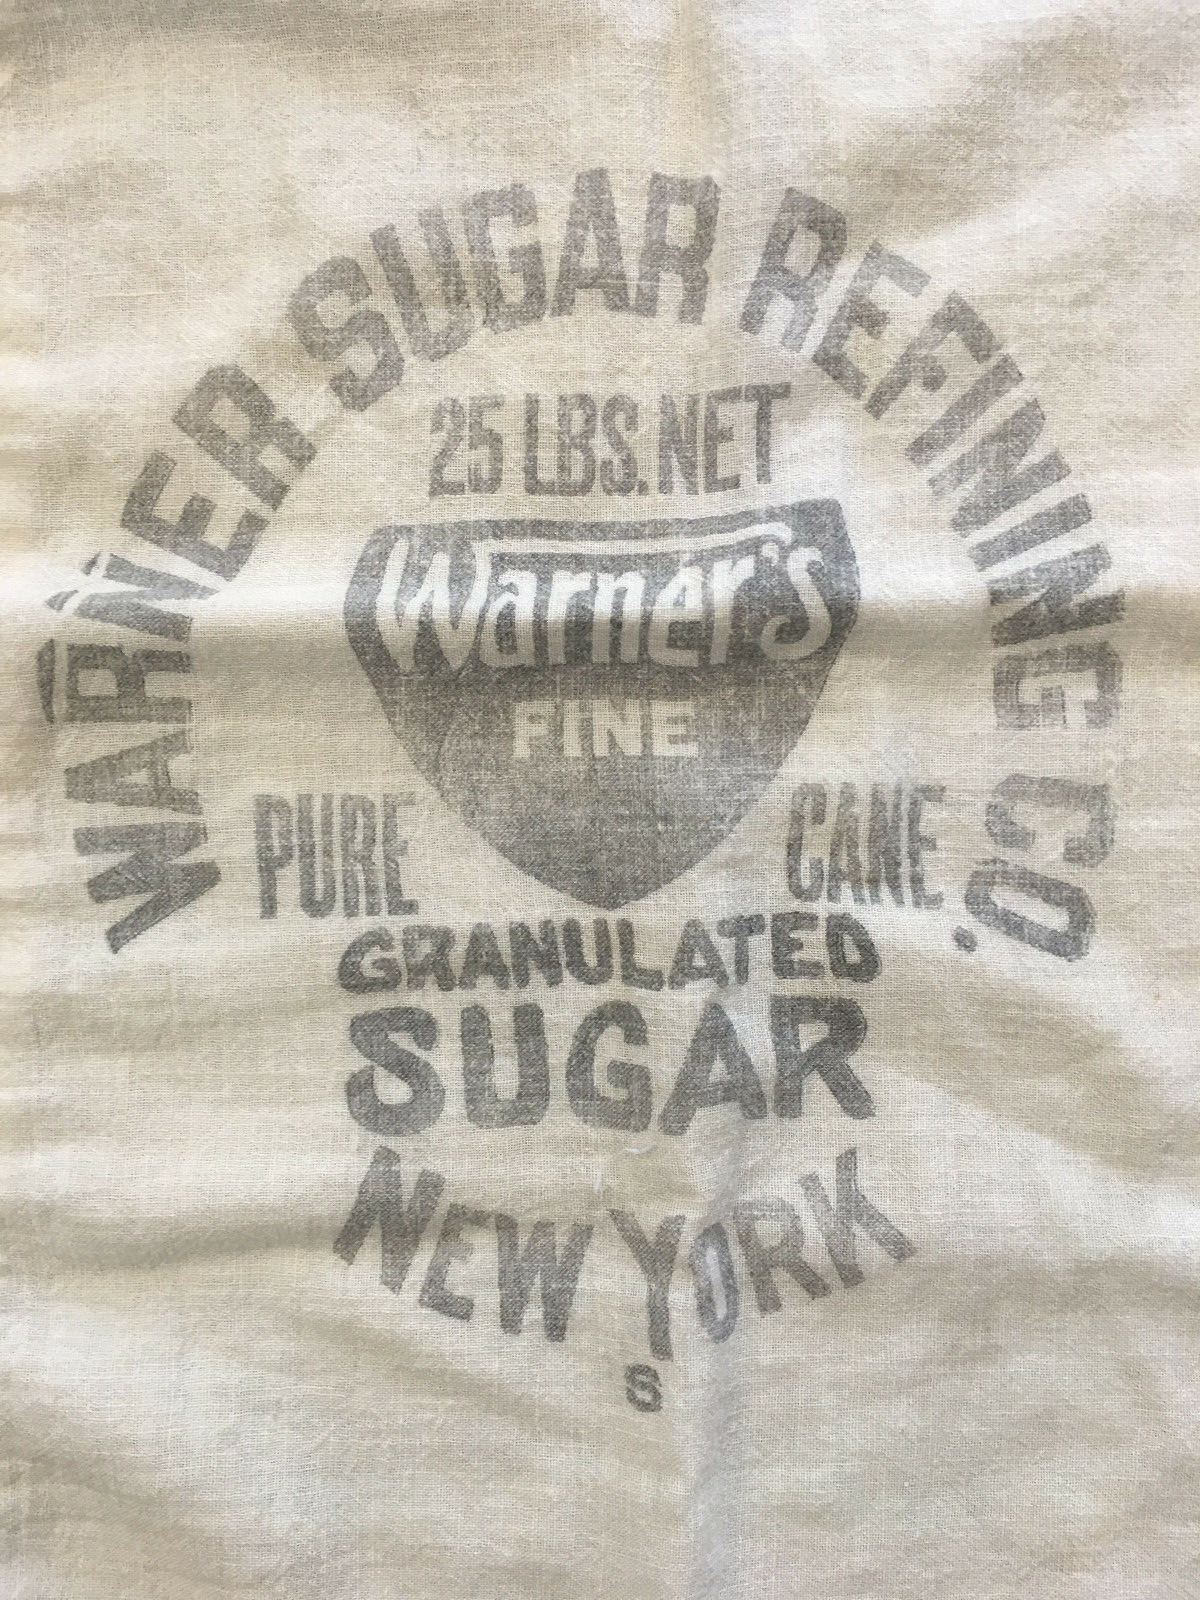 WARNER SUGAR REFINING CO.
25 LBS. NET
Warner's
FINE
PURE CANE
GRANULATED
SUGAR
NEW YORK
S